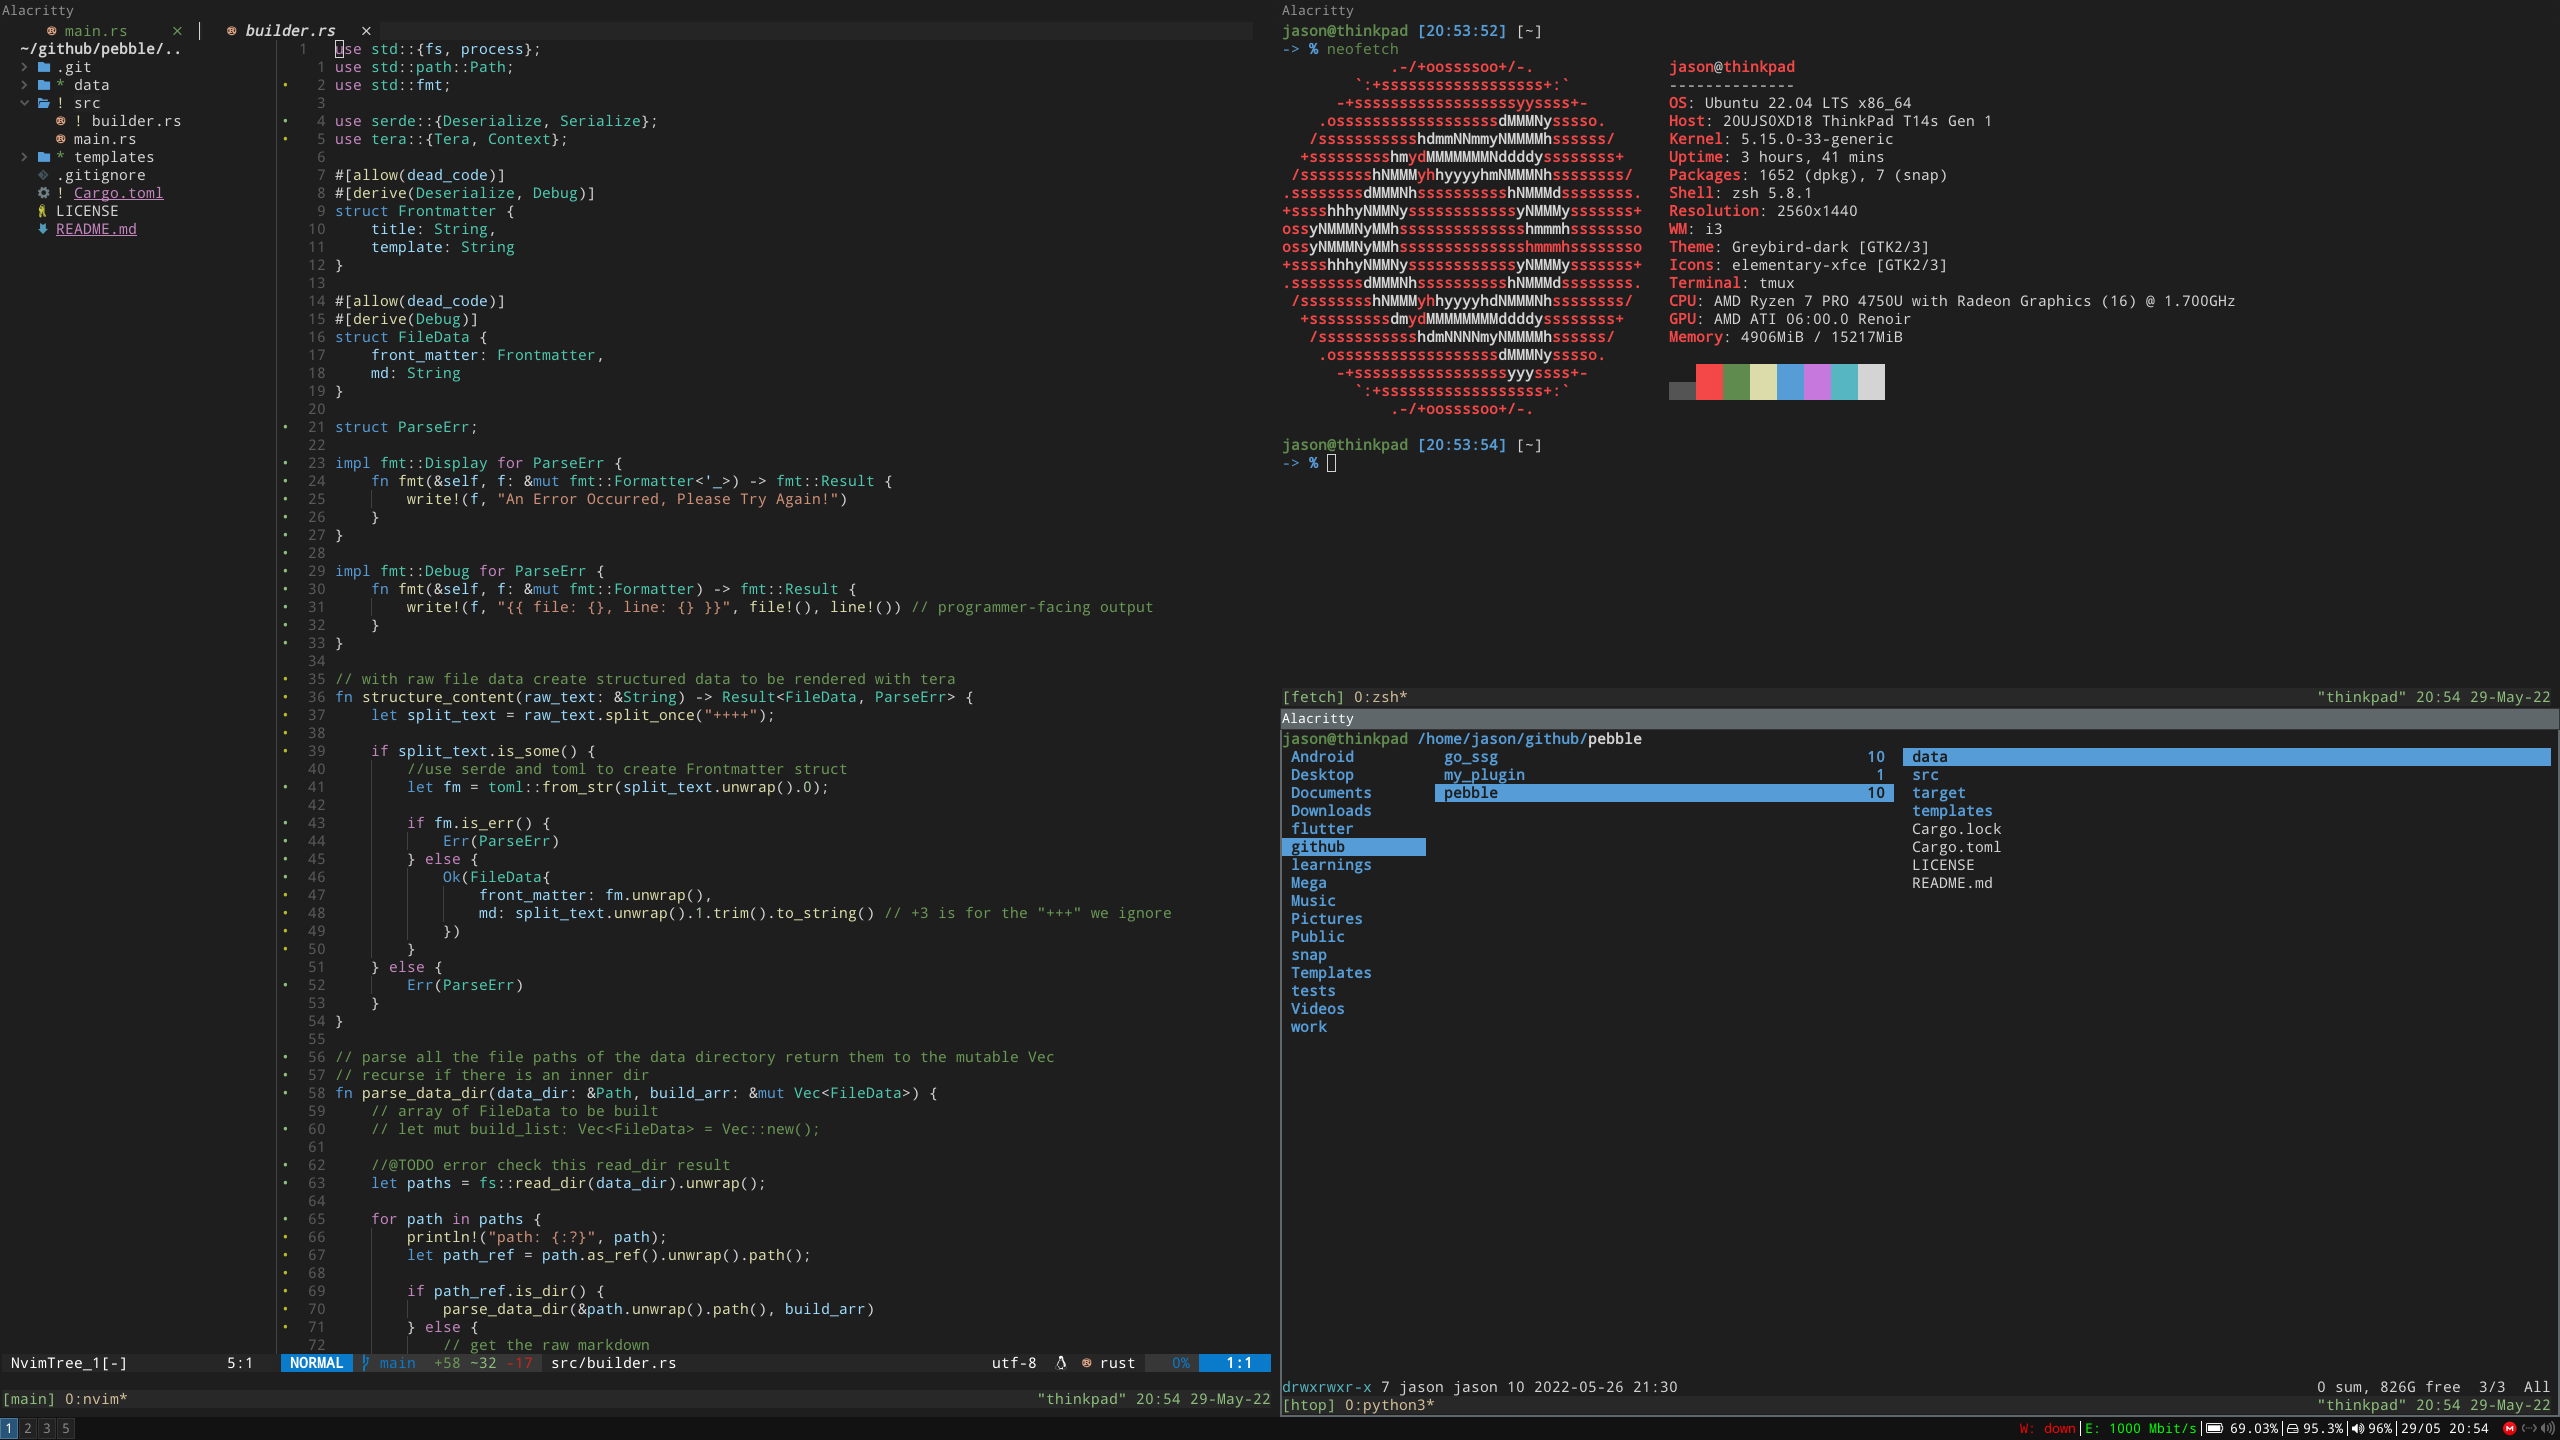 Alacritty
main.rs × builder.rs ×
~/github/pebble/..
.git
* data
! src
! builder.rs
main.rs
* templates
.gitignore
! Cargo.toml
LICENSE
README.md
1 use std::{fs, process};
1 use std::path::Path;
2 use std::fmt;
3
4 use serde::{Deserialize, Serialize};
5 use tera::{Tera, Context};
6
7 #[allow(dead_code)]
8 #[derive(Deserialize, Debug)]
9 struct Frontmatter {
10     title: String,
11     template: String
12 }
13
14 #[allow(dead_code)]
15 #[derive(Debug)]
16 struct FileData {
17     front_matter: Frontmatter,
18     md: String
19 }
20
21 struct ParseErr;
22
23 impl fmt::Display for ParseErr {
24     fn fmt(&self, f: &mut fmt::Formatter<'_>) -> fmt::Result {
25         write!(f, "An Error Occurred, Please Try Again!")
26     }
27 }
28
29 impl fmt::Debug for ParseErr {
30     fn fmt(&self, f: &mut fmt::Formatter) -> fmt::Result {
31         write!(f, "{{ file: {}, line: {} }}", file!(), line!()) // programmer-facing output
32     }
33 }
34
35 // with raw file data create structured data to be rendered with tera
36 fn structure_content(raw_text: &String) -> Result<FileData, ParseErr> {
37     let split_text = raw_text.split_once("++++");
38
39     if split_text.is_some() {
40         //use serde and toml to create Frontmatter struct
41         let fm = toml::from_str(split_text.unwrap().0);
42
43         if fm.is_err() {
44             Err(ParseErr)
45         } else {
46             Ok(FileData{
47                 front_matter: fm.unwrap(),
48                 md: split_text.unwrap().1.trim().to_string() // +3 is for the "+++" we ignore
49             })
50         }
51     } else {
52         Err(ParseErr)
53     }
54 }
55
56 // parse all the file paths of the data directory return them to the mutable Vec
57 // recurse if there is an inner dir
58 fn parse_data_dir(data_dir: &Path, build_arr: &mut Vec<FileData>) {
59     // array of FileData to be built
60     // let mut build_list: Vec<FileData> = Vec::new();
61
62     //@TODO error check this read_dir result
63     let paths = fs::read_dir(data_dir).unwrap();
64
65     for path in paths {
66         println!("path: {:?}", path);
67         let path_ref = path.as_ref().unwrap().path();
68
69         if path_ref.is_dir() {
70             parse_data_dir(&path.unwrap().path(), build_arr)
71         } else {
72             // get the raw markdown
NvimTree_1[-] 5:1 NORMAL main +58 ~32 -17 src/builder.rs utf-8 rust 0% 1:1
[main] 0:nvim* "thinkpad" 20:54 29-May-22
Alacritty
jason@thinkpad [20:53:52] [~]
-> % neofetch
.-/+oossssoo+/-.
`:+ssssssssssssssssss+:`
-+ssssssssssssssssssyyssss+-
.ossssssssssssssssssdMMMNysssso.
/ssssssssssshdmmNNmmyNMMMMhssssss/
+ssssssssshmydMMMMMMMNddddyssssssss+
/sssssssshNMMMyhhyyyyhmNMMMNhssssssss/
.ssssssssdMMMNhsssssssssshNMMMdssssssss.
+sssshhhyNMMNyssssssssssssyNMMMysssssss+
ossyNMMMNyMMhsssssssssssssshmmmhssssssso
ossyNMMMNyMMhsssssssssssssshmmmhssssssso
+sssshhhyNMMNyssssssssssssyNMMMysssssss+
.ssssssssdMMMNhsssssssssshNMMMdssssssss.
/sssssssshNMMMyhhyyyyhdNMMMNhssssssss/
+sssssssssdmydMMMMMMMMddddyssssssss+
/ssssssssssshdmNNNNmyNMMMMhssssss/
.ossssssssssssssssssdMMMNysssso.
-+sssssssssssssssssyyyssss+-
`:+ssssssssssssssssss+:`
.-/+oossssoo+/-.
jason@thinkpad
--------------
OS: Ubuntu 22.04 LTS x86_64
Host: 20UJS0XD18 ThinkPad T14s Gen 1
Kernel: 5.15.0-33-generic
Uptime: 3 hours, 41 mins
Packages: 1652 (dpkg), 7 (snap)
Shell: zsh 5.8.1
Resolution: 2560x1440
WM: i3
Theme: Greybird-dark [GTK2/3]
Icons: elementary-xfce [GTK2/3]
Terminal: tmux
CPU: AMD Ryzen 7 PRO 4750U with Radeon Graphics (16) @ 1.700GHz
GPU: AMD ATI 06:00.0 Renoir
Memory: 4906MiB / 15217MiB
jason@thinkpad [20:53:54] [~]
-> %
[fetch] 0:zsh* "thinkpad" 20:54 29-May-22
Alacritty
jason@thinkpad /home/jason/github/pebble
Android
Desktop
Documents
Downloads
flutter
github
learnings
Mega
Music
Pictures
Public
snap
Templates
tests
Videos
work
go_ssg 10
my_plugin 1
pebble 10
data
src
target
templates
Cargo.lock
Cargo.toml
LICENSE
README.md
drwxrwxr-x 7 jason jason 10 2022-05-26 21:30 0 sum, 826G free 3/3 All
[htop] 0:python3* "thinkpad" 20:54 29-May-22
1 2 3 5 W: down E: 1000 Mbit/s 69.03% 95.3% 96% 29/05 20:54